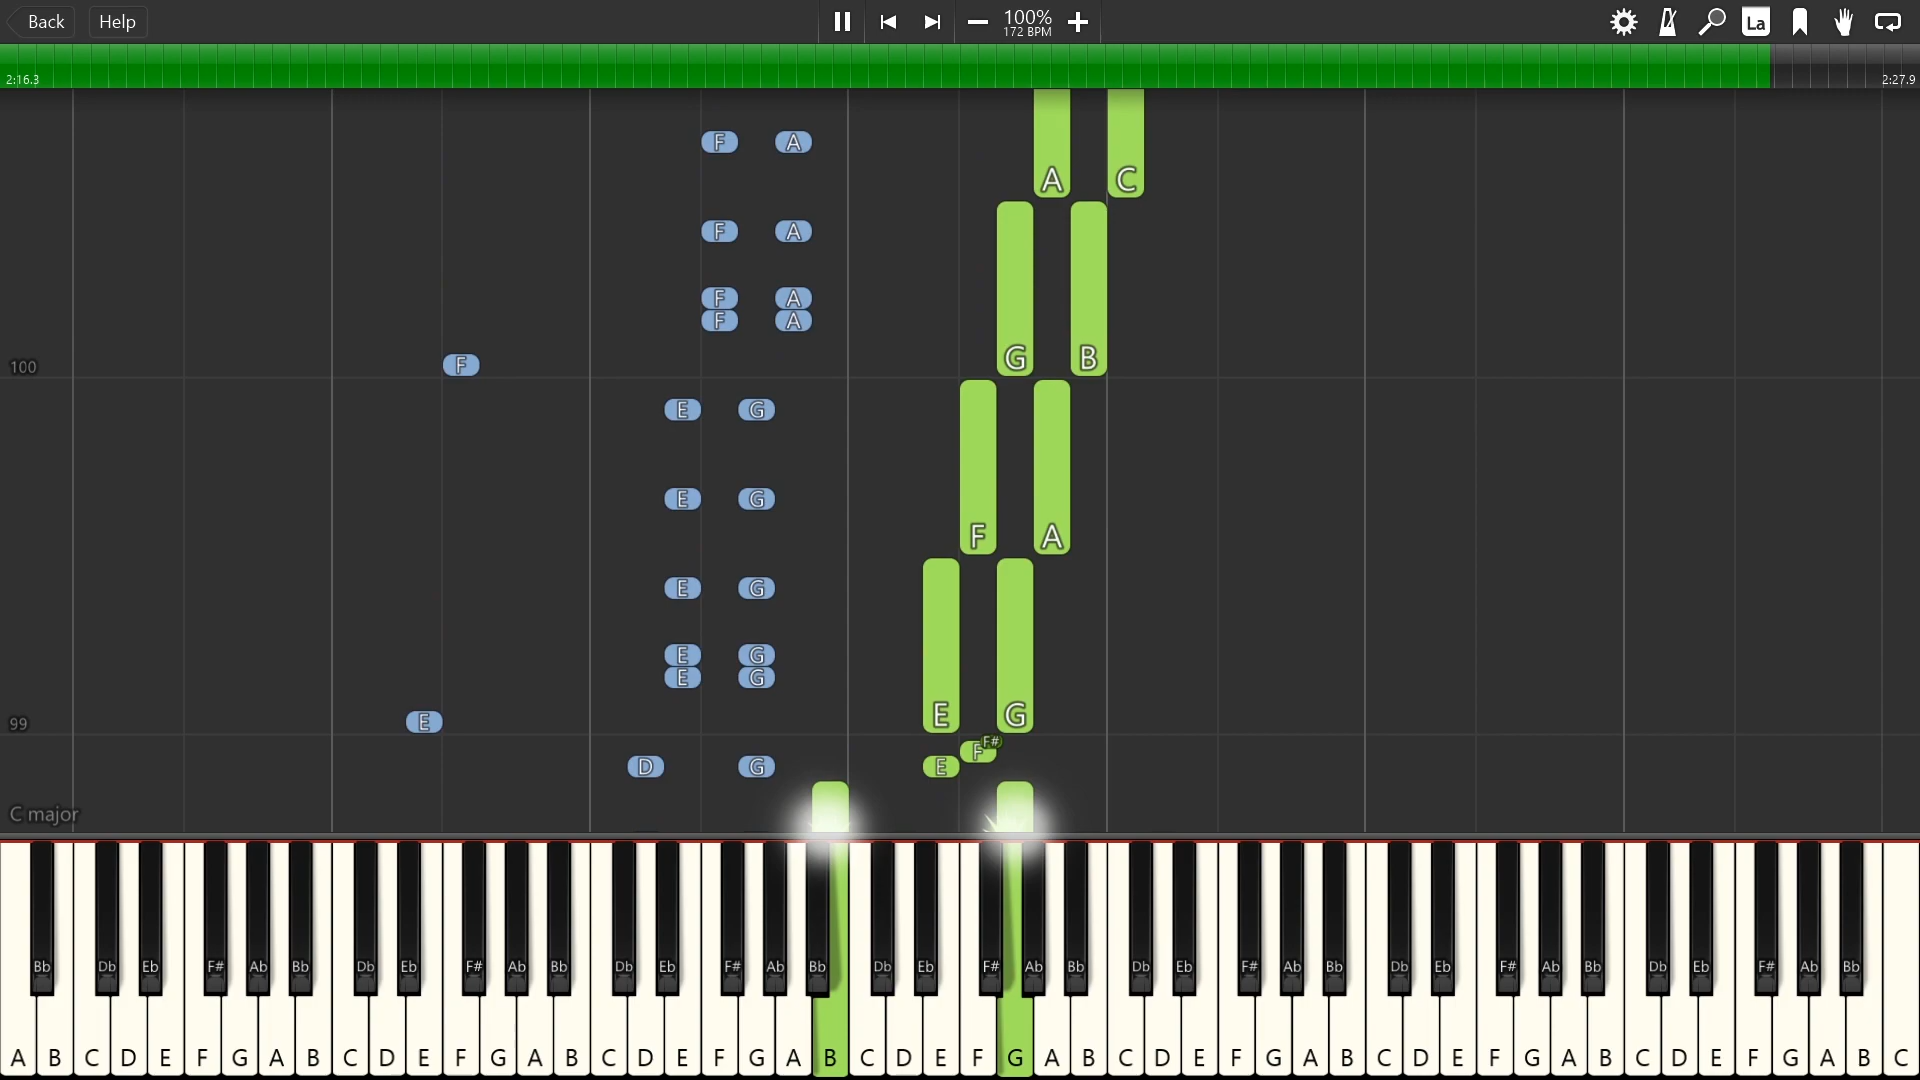 Back Help 100% La
172 BPM
2:16.3 2:27.9
F A
A C
F A
F A
F A
G B
100 F
E G
E G
F A
E G
E G
E G
E G
99 E
F F#
D G E
C major
Bb Db Eb F# Ab Bb Db Eb F# Ab Bb Db Eb F# Ab Bb Db Eb F# Ab Bb Db Eb F# Ab Bb Db Eb F# Ab Bb Db Eb F# Ab Bb
A B C D E F G A B C D E F G A B C D E F G A B C D E F G A B C D E F G A B C D E F G A B C D E F G A B C